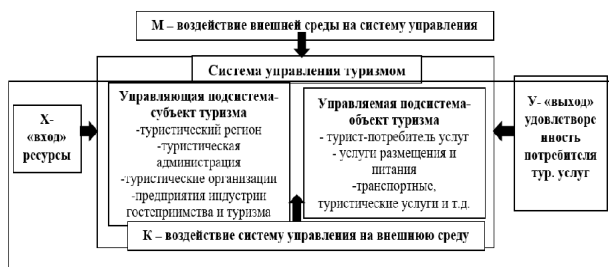 М – воздействие внешней среды на систему управления
Система управления туризмом
Х-
«вход»
ресурсы
Управляющая подсистема-
субъект туризма
-туристический регион
-туристическая
администрация
-туристические организации
-предприятия индустрии
гостеприимства и туризма
Управляемая подсистема-
объект туризма
- турист-потребитель услуг
- услуги размещения и
питания
-транспортные,
туристические услуги и т.д.
У- «выход»
удовлетворе
нность
потребителя
тур. услуг
К – воздействие систему управления на внешнюю среду